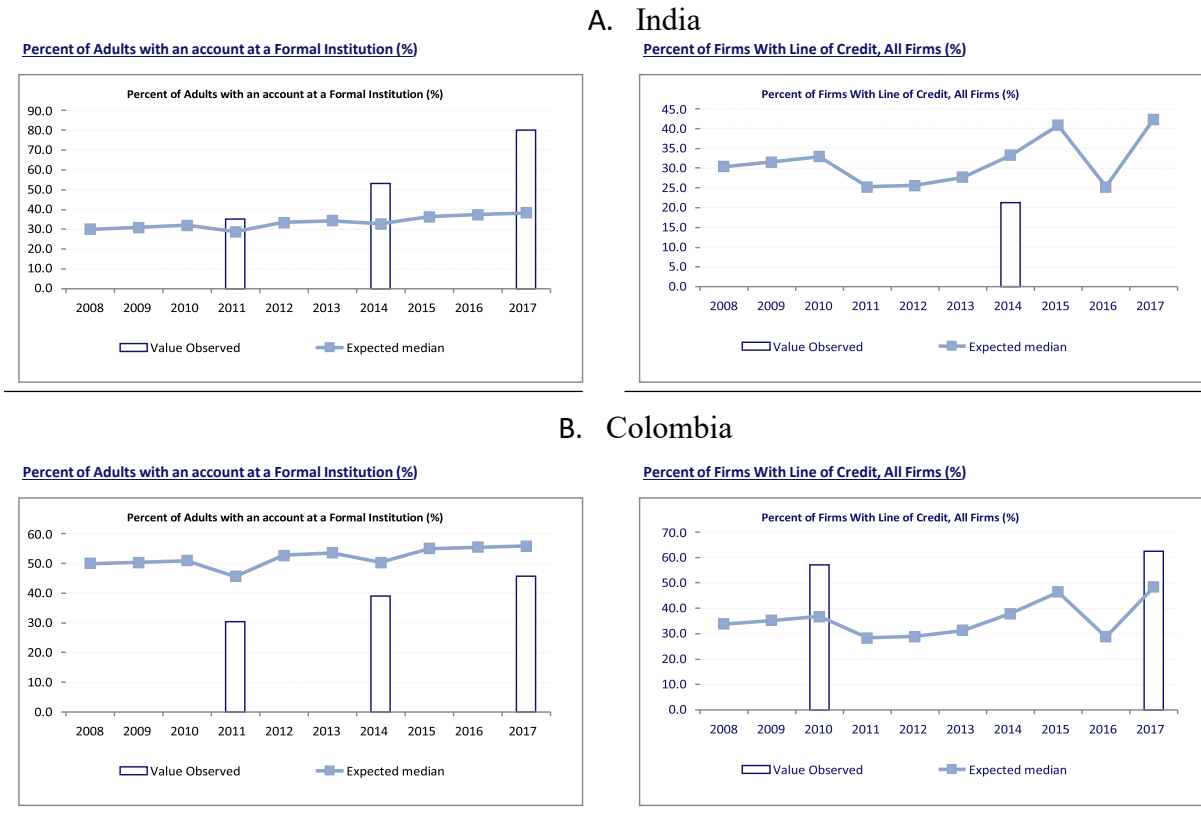 A. India
Percent of Adults with an account at a Formal Institution (%)
Percent of Adults with an account at a Formal Institution (%)
90.0
80.0
70.0
60.0
50.0
40.0
30.0
20.0
10.0
0.0
2008 2009 2010 2011 2012 2013 2014 2015 2016 2017
Value Observed Expected median
Percent of Firms With Line of Credit, All Firms (%)
Percent of Firms With Line of Credit, All Firms (%)
45.0
40.0
35.0
30.0
25.0
20.0
15.0
10.0
5.0
0.0
2008 2009 2010 2011 2012 2013 2014 2015 2016 2017
Value Observed Expected median
B. Colombia
Percent of Adults with an account at a Formal Institution (%)
Percent of Adults with an account at a Formal Institution (%)
60.0
50.0
40.0
30.0
20.0
10.0
0.0
2008 2009 2010 2011 2012 2013 2014 2015 2016 2017
Value Observed Expected median
Percent of Firms With Line of Credit, All Firms (%)
Percent of Firms With Line of Credit, All Firms (%)
70.0
60.0
50.0
40.0
30.0
20.0
10.0
0.0
2008 2009 2010 2011 2012 2013 2014 2015 2016 2017
Value Observed Expected median